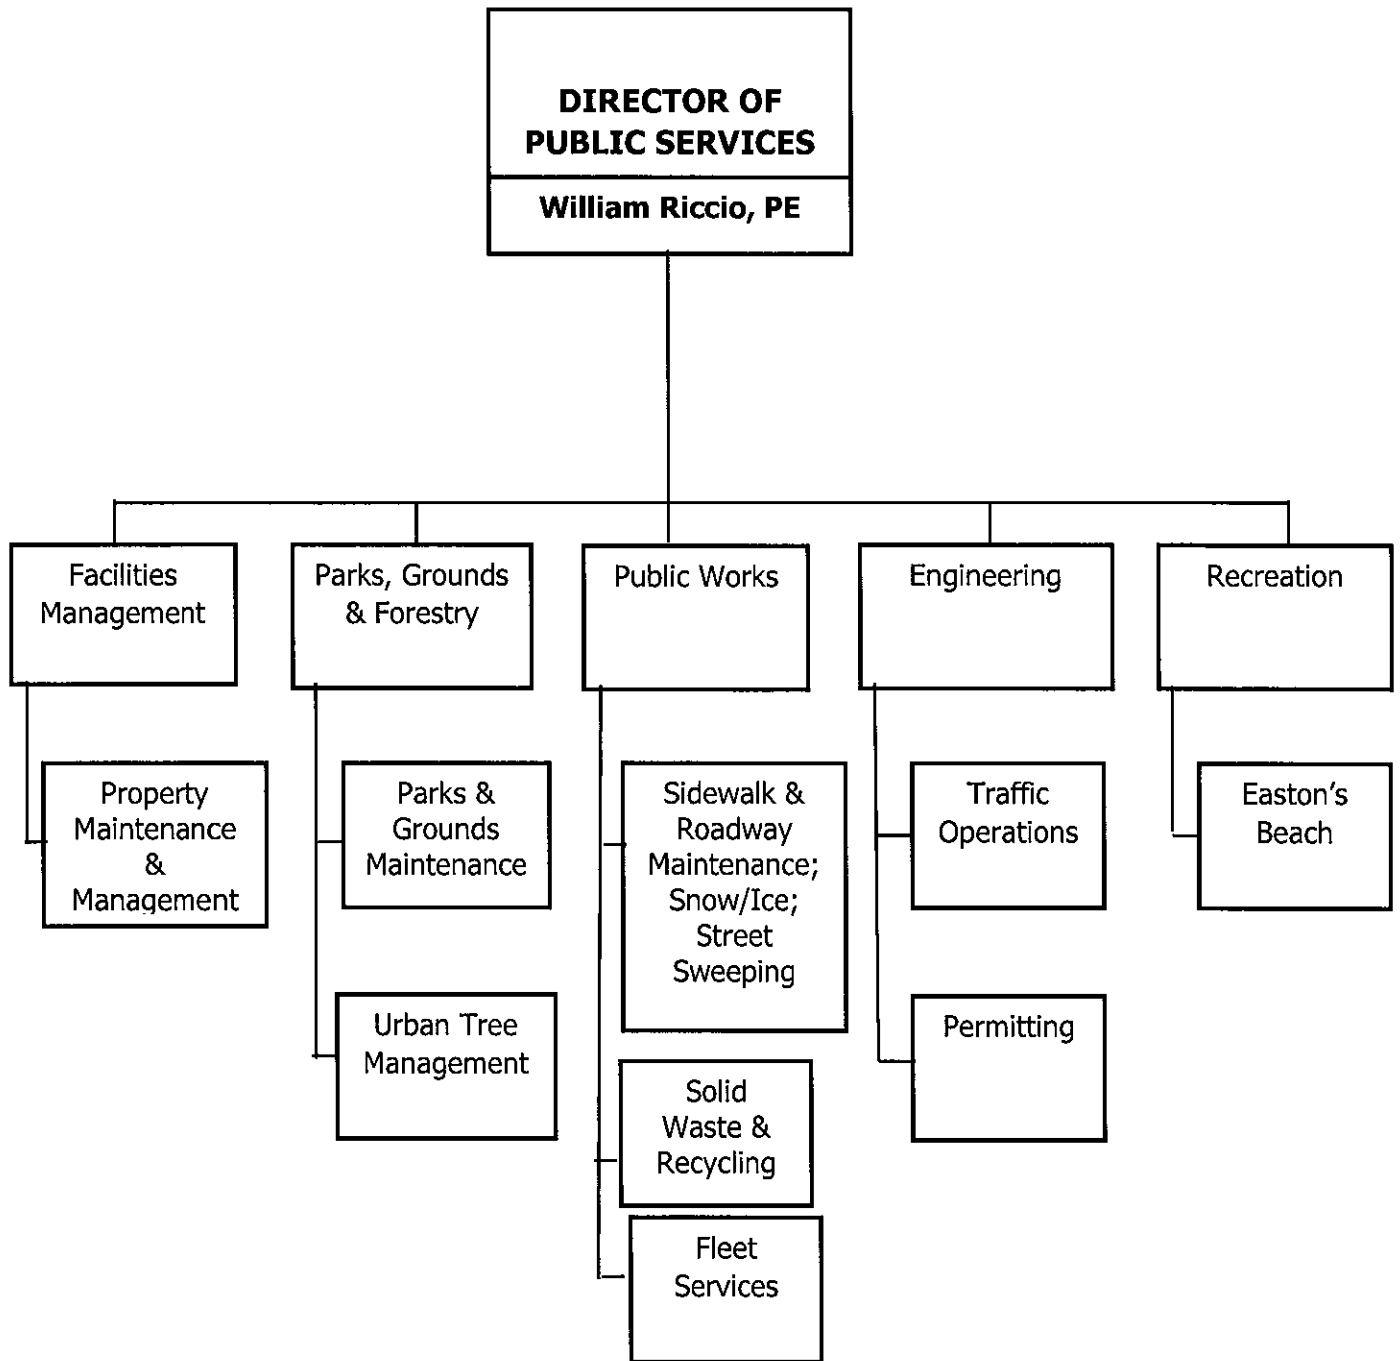 DIRECTOR OF
PUBLIC SERVICES
William Riccio, PE
Facilities
Management
Parks, Grounds
& Forestry
Public Works
Engineering
Recreation
Property
Maintenance
&
Management
Parks &
Grounds
Maintenance
Sidewalk &
Roadway
Maintenance;
Snow/Ice;
Street
Sweeping
Traffic
Operations
Easton's
Beach
Urban Tree
Management
Permitting
Solid
Waste &
Recycling
Fleet
Services